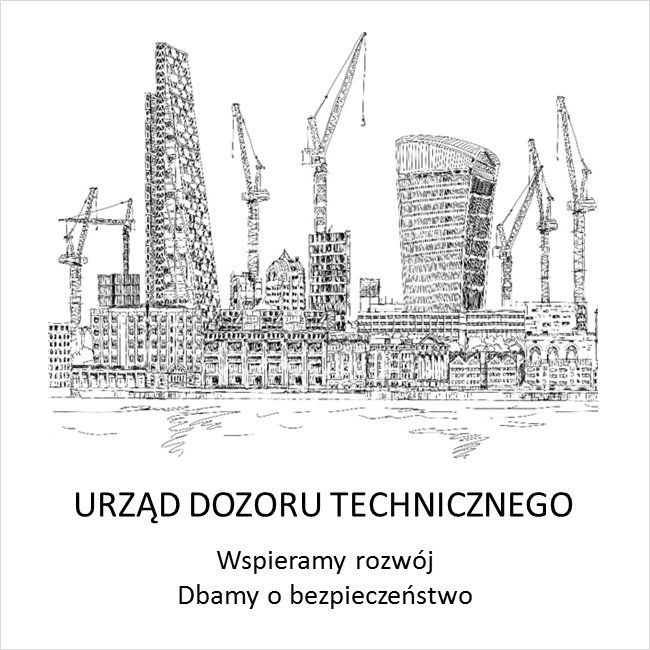 URZĄD DOZORU TECHNICZNEGO
Wspieramy rozwój
Dbamy o bezpieczeństwo